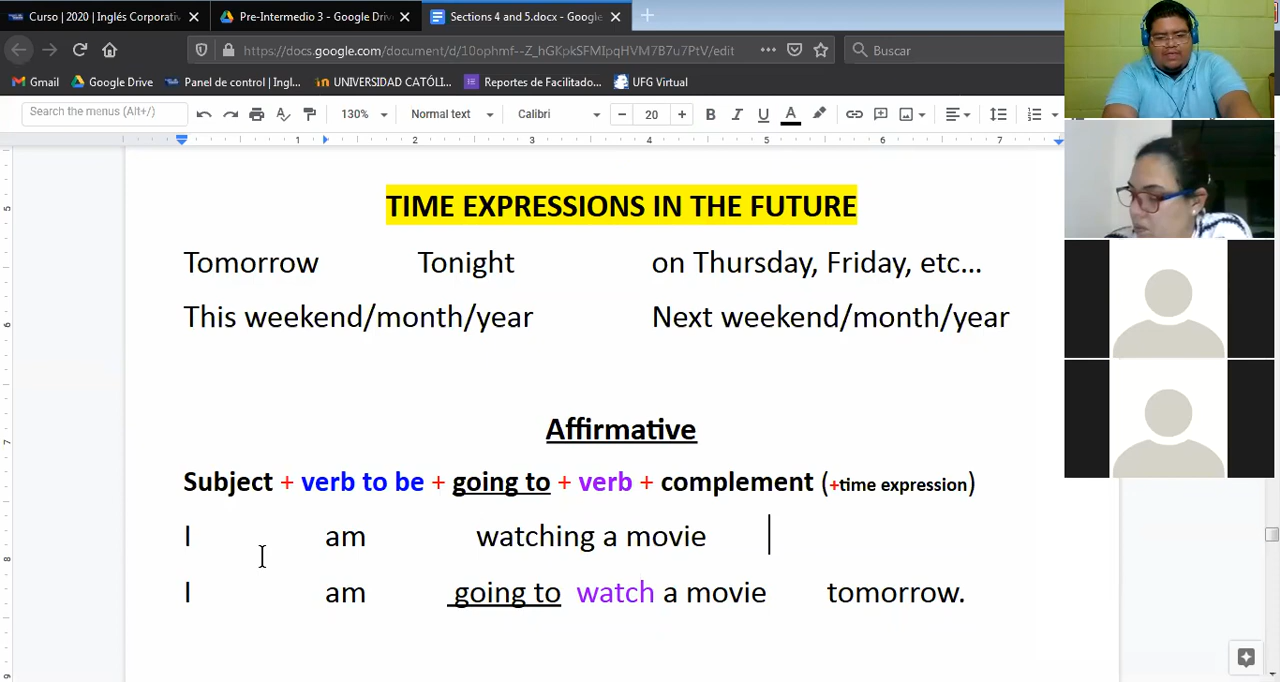 Curso | 2020 | Inglés Corporativ
Pre-Intermedio 3 - Google Driv
Sections 4 and 5.docx - Google
https://docs.google.com/document/d/10ophmf--Z_hGKpkSFMIpqHVM7B7u7PtV/edit
Buscar
Gmail
Google Drive
Panel de control | Ingl...
UNIVERSIDAD CATÓLI...
Reportes de Facilitado...
UFG Virtual
Search the menus (Alt+/)
130%
Normal text
Calibri
20
TIME EXPRESSIONS IN THE FUTURE
Tomorrow Tonight on Thursday, Friday, etc...
This weekend/month/year Next weekend/month/year
Affirmative
Subject + verb to be + going to + verb + complement (+time expression)
I am watching a movie
I am going to watch a movie tomorrow.